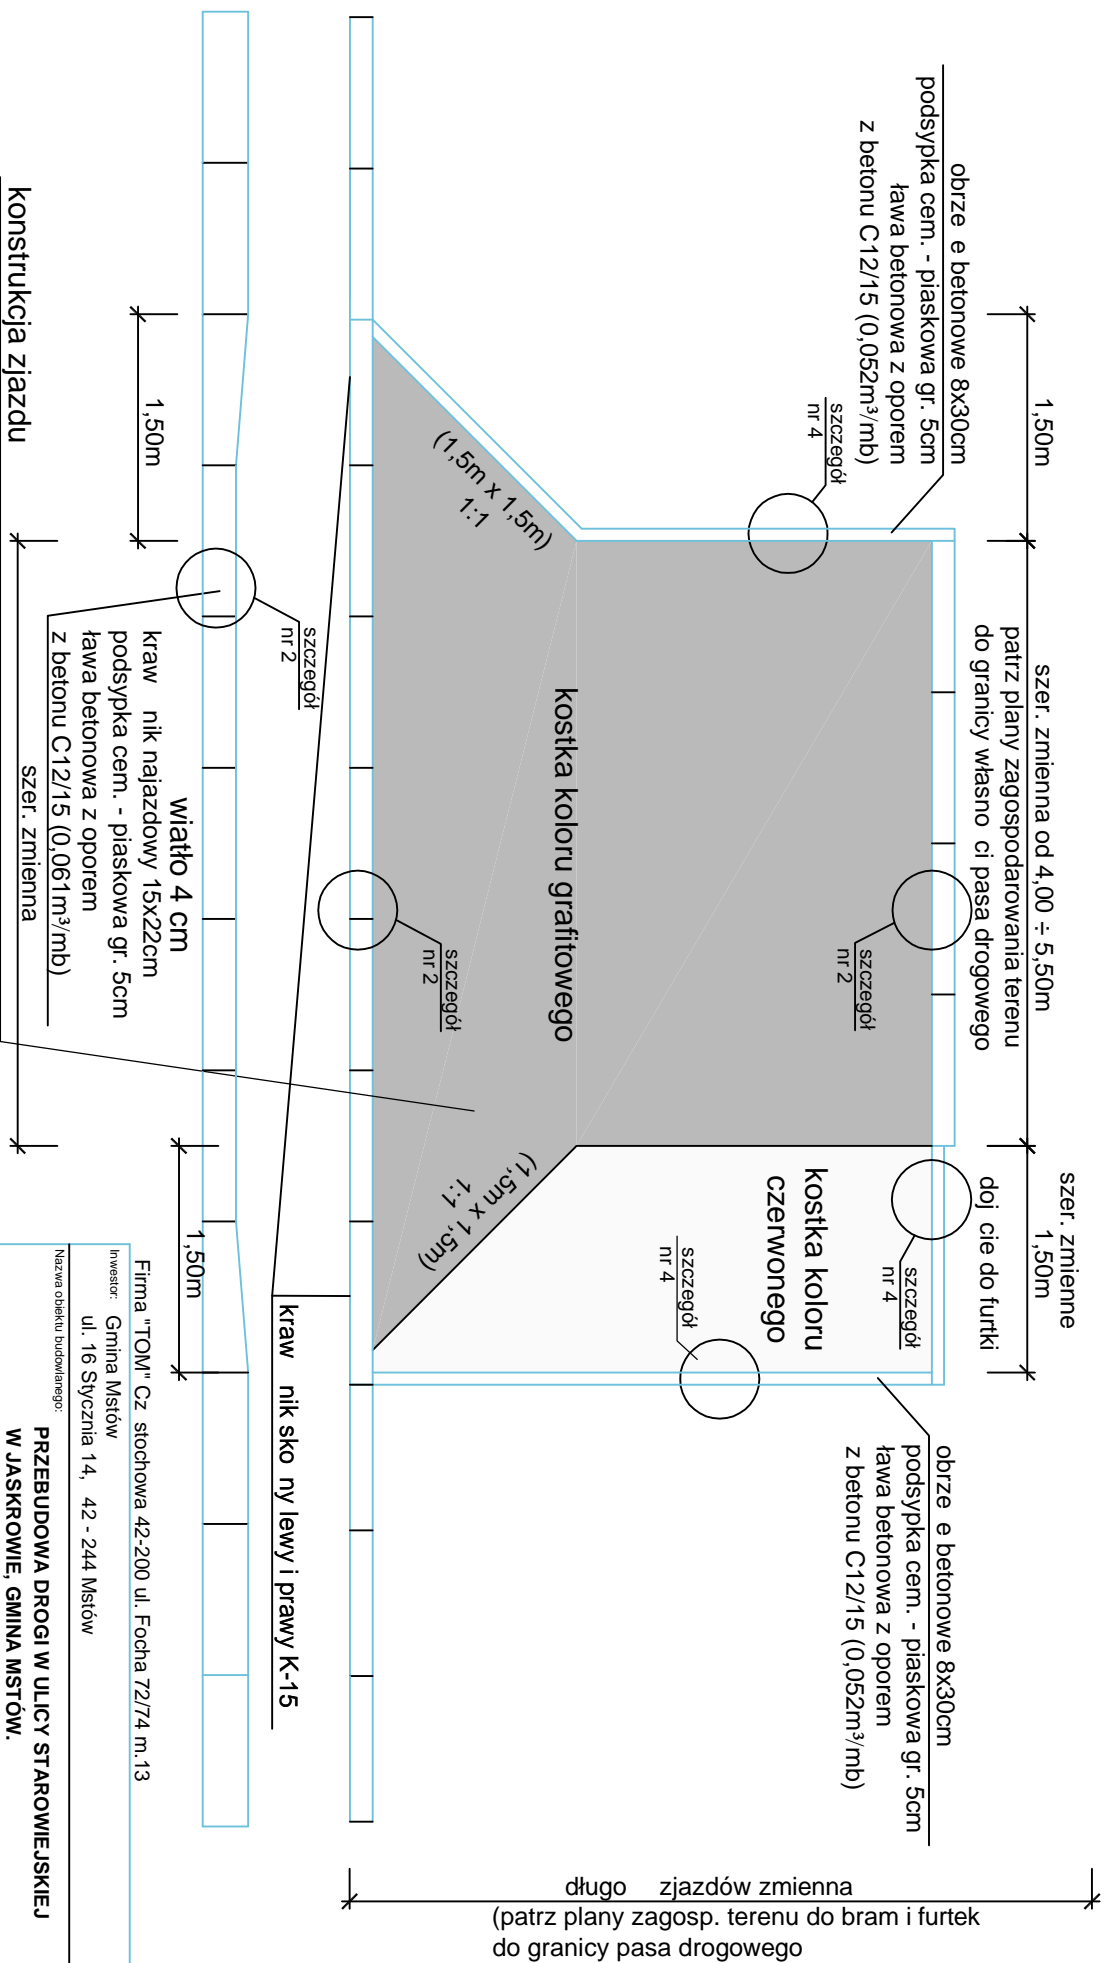 obrze e betonowe 8x30cm
podsypka cem. - piaskowa gr. 5cm
ława betonowa z oporem
z betonu C12/15 (0,052m³/mb)
1,50m
szer. zmienna od 4,00 ÷ 5,50m
patrz plany zagospodarowania terenu
do granicy własno ci pasa drogowego
szer. zmienne
1,50m
doj cie do furtki
obrze e betonowe 8x30cm
podsypka cem. - piaskowa gr. 5cm
ława betonowa z oporem
z betonu C12/15 (0,052m³/mb)
szczegół
nr 4
szczegół
nr 2
szczegół
nr 4
kostka koloru
czerwonego
szczegół
nr 4
kostka koloru grafitowego
(1,5m x 1,5m)
1:1
(1,5m x 1,5m)
1:1
szczegół
nr 2
szczegół
nr 2
kraw nik sko ny lewy i prawy K-15
wiatło 4 cm
kraw nik najazdowy 15x22cm
podsypka cem. - piaskowa gr. 5cm
ława betonowa z oporem
z betonu C12/15 (0,061m³/mb)
1,50m
szer. zmienna
1,50m
konstrukcja zjazdu
długo zjazdów zmienna
(patrz plany zagosp. terenu do bram i furtek
do granicy pasa drogowego
Firma "TOM" Cz stochowa 42-200 ul. Focha 72/74 m.13
Inwestor: Gmina Mstów
ul. 16 Stycznia 14, 42 - 244 Mstów
Nazwa obiektu budowlanego:
PRZEBUDOWA DROGI W ULICY STAROWIEJSKIEJ
W JASKROWIE, GMINA MSTÓW.